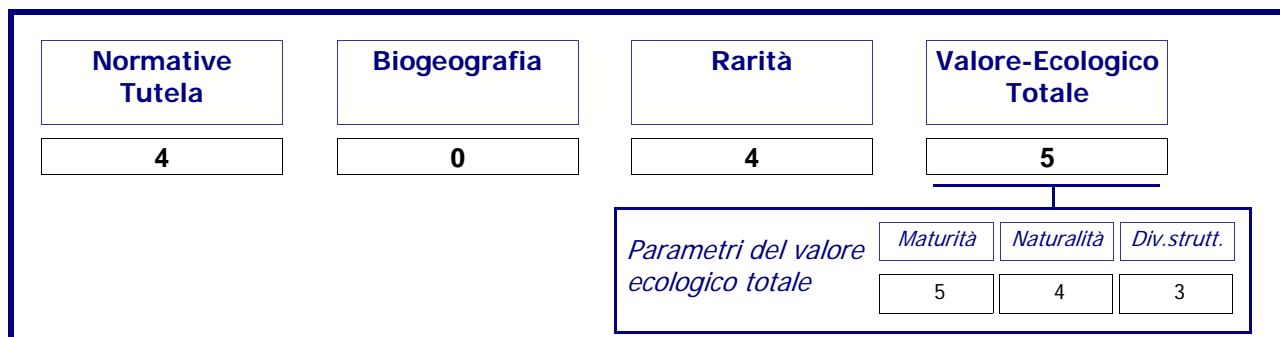 Normative
Tutela
Biogeografia
Rarità
Valore-Ecologico
Totale
4
0
4
5
Parametri del valore
ecologico totale
Maturità
Naturalità
Div.strutt.
5
4
3